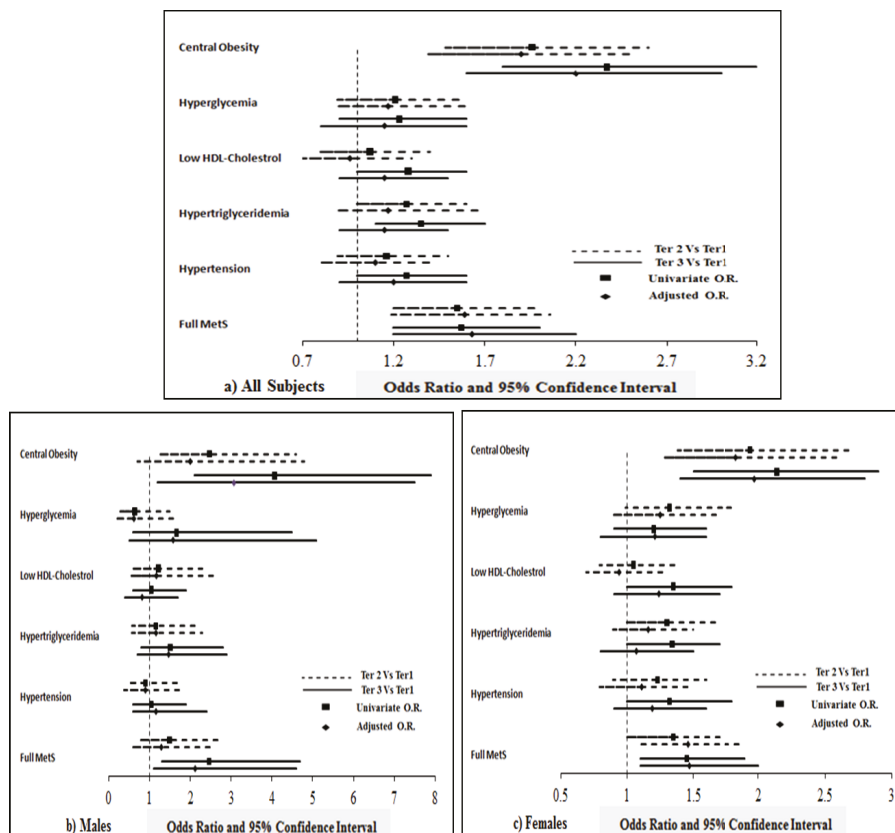 Central Obesity
Hyperglycemia
Low HDL-Cholestrol
Hypertriglyceridemia
Hypertension
Full MetS
Ter 2 Vs Ter1
Ter 3 Vs Ter1
Univariate O.R.
Adjusted O.R.
0.7 1.2 1.7 2.2 2.7 3.2
a) All Subjects Odds Ratio and 95% Confidence Interval
Central Obesity
Hyperglycemia
Low HDL-Cholestrol
Hypertriglyceridemia
Hypertension
Full MetS
Ter 2 Vs Ter1
Ter 3 Vs Ter1
Univariate O.R.
Adjusted O.R.
0 1 2 3 4 5 6 7 8
b) Males Odds Ratio and 95% Confidence Interval
Central Obesity
Hyperglycemia
Low HDL-Cholestrol
Hypertriglyceridemia
Hypertension
Full MetS
Ter 2 Vs Ter1
Ter 3 Vs Ter1
Univariate O.R.
Adjusted O.R.
0.5 1 1.5 2 2.5 3
c) Females Odds Ratio and 95% Confidence Interval